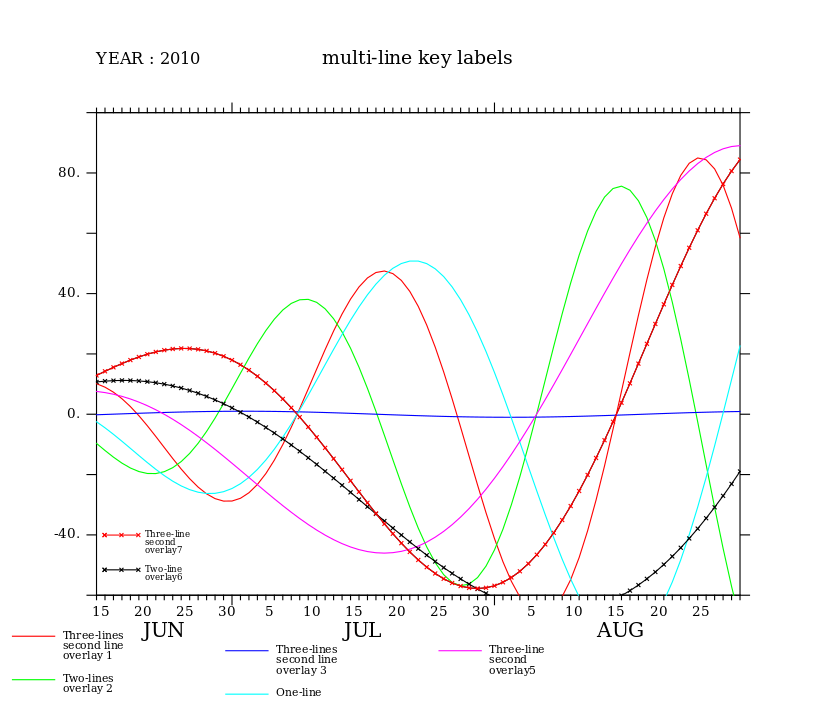 YEAR : 2010
multi-line key labels
80.
40.
0.
-40.
Three-line
second
overlay7
Two-line
overlay6
15 20 25 30 5 10 15 20 25 30 5 10 15 20 25
JUN JUL AUG
Three-lines
second line
overlay 1
Two-lines
overlay 2
Three-lines
second line
overlay 3
One-line
Three-line
second
overlay5